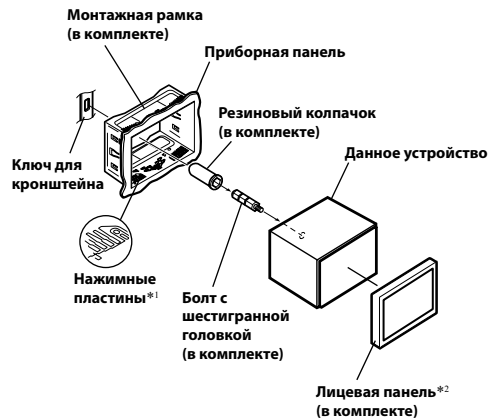 Монтажная рамка
(в комплекте)
Приборная панель
Резиновый колпачок
(в комплекте)
Данное устройство
Ключ для
кронштейна
Нажимные
пластины*1
Болт с
шестигранной
головкой
(в комплекте)
Лицевая панель*2
(в комплекте)